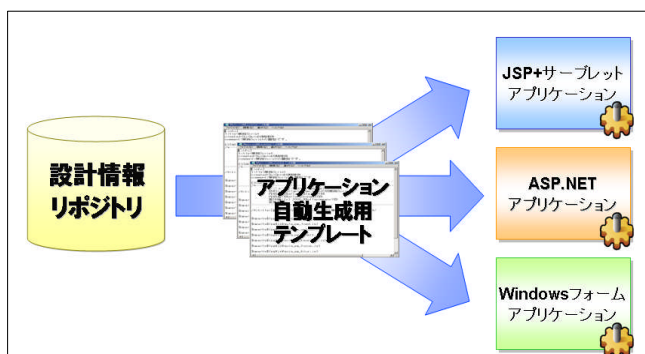 設計情報
リポジトリ
アプリケーション
自動生成用
テンプレート
JSP+サーブレット
アプリケーション
ASP.NET
アプリケーション
Windowsフォーム
アプリケーション